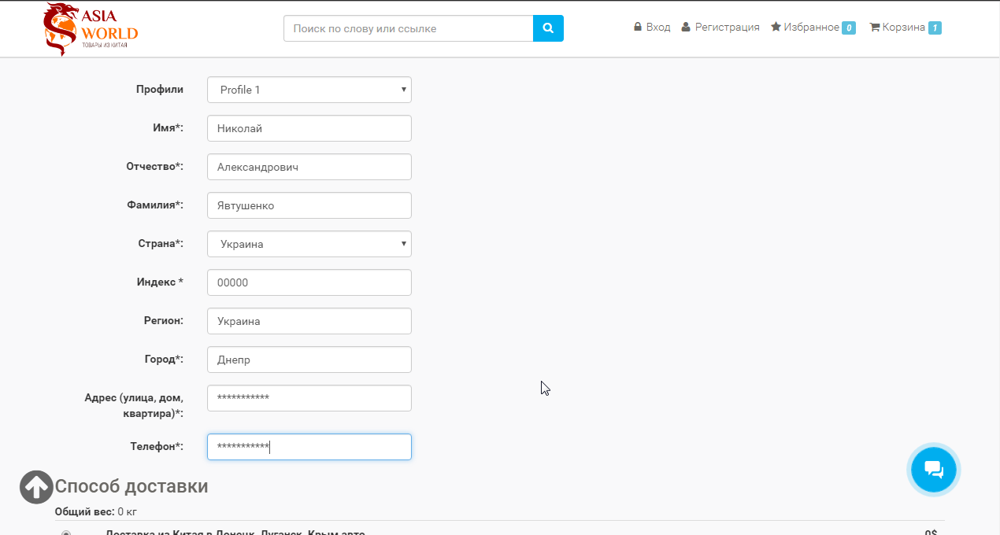 ASIA
WORLD
ТОВАРЫ ИЗ КИТАЯ
Поиск по слову или ссылке
Вход Регистрация Избранное 0 Корзина 1
Профили Profile 1
Имя*: Николай
Отчество*: Александрович
Фамилия*: Явтушенко
Страна*: Украина
Индекс * 00000
Регион: Украина
Город*: Днепр
Адрес (улица, дом, ***********
квартира)*:
Телефон*: ***********
Способ доставки
Общий вес: 0 кг
Доставка из Китая в Донецк, Луганск, Крым авто 0$